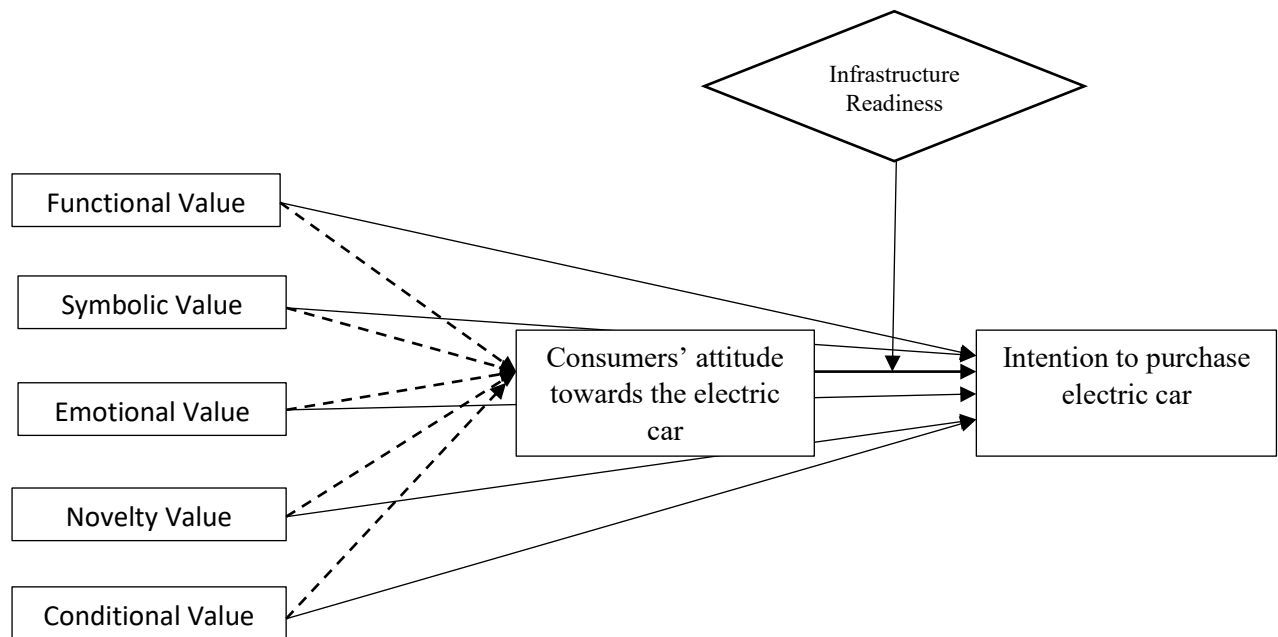 Infrastructure
Readiness
Functional Value
Symbolic Value
Emotional Value
Novelty Value
Conditional Value
Consumers’ attitude
towards the electric
car
Intention to purchase
electric car